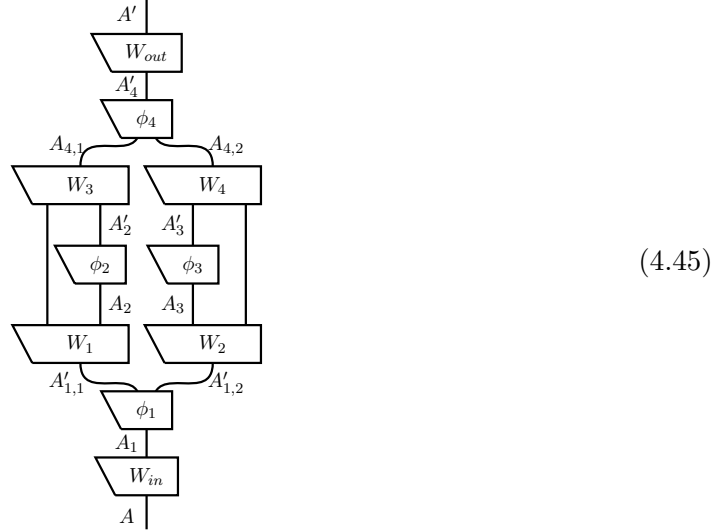 A′
W_out
A′_4
ϕ_4
A_{4,1} A_{4,2}
W_3 W_4
A′_2 A′_3
ϕ_2 ϕ_3 (4.45)
A_2 A_3
W_1 W_2
A′_{1,1} A′_{1,2}
ϕ_1
A_1
W_in
A